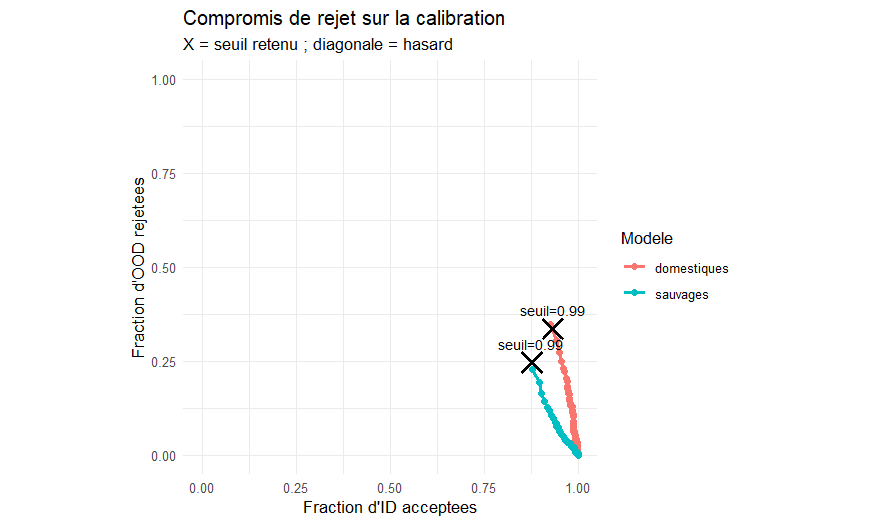 Compromis de rejet sur la calibration
X = seuil retenu ; diagonale = hasard
1.00
0.75
0.50
0.25
0.00
Fraction d'OOD rejetees
seuil=0.99
seuil=0.99
0.00 0.25 0.50 0.75 1.00
Fraction d'ID acceptees
Modele
domestiques
sauvages